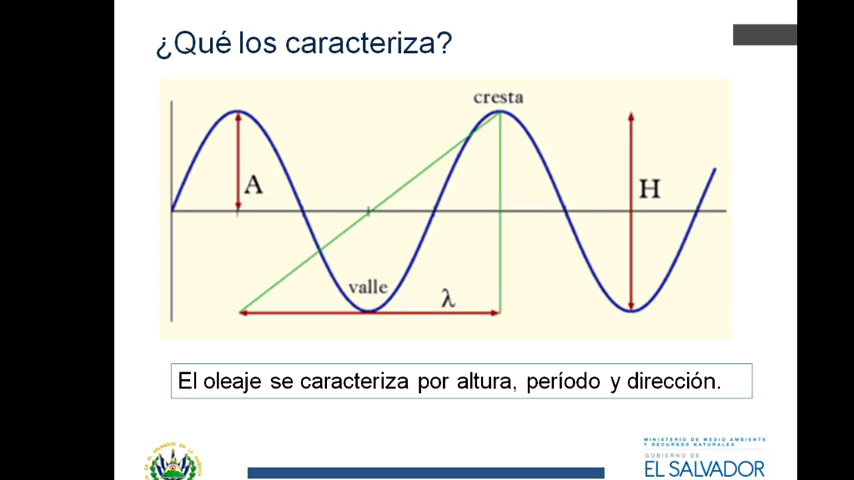 ¿Qué los caracteriza?
cresta
A
H
valle
λ
El oleaje se caracteriza por altura, período y dirección.
MINISTERIO DE MEDIO AMBIENTE
Y RECURSOS NATURALES
GOBIERNO DE
EL SALVADOR